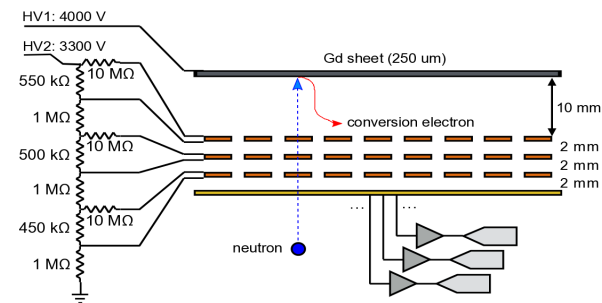 HV1: 4000 V
HV2: 3300 V
Gd sheet (250 um)
10 MΩ
550 kΩ
10 mm
conversion electron
1 MΩ
10 MΩ
2 mm
500 kΩ
2 mm
1 MΩ
2 mm
10 MΩ
... ...
450 kΩ
neutron
1 MΩ